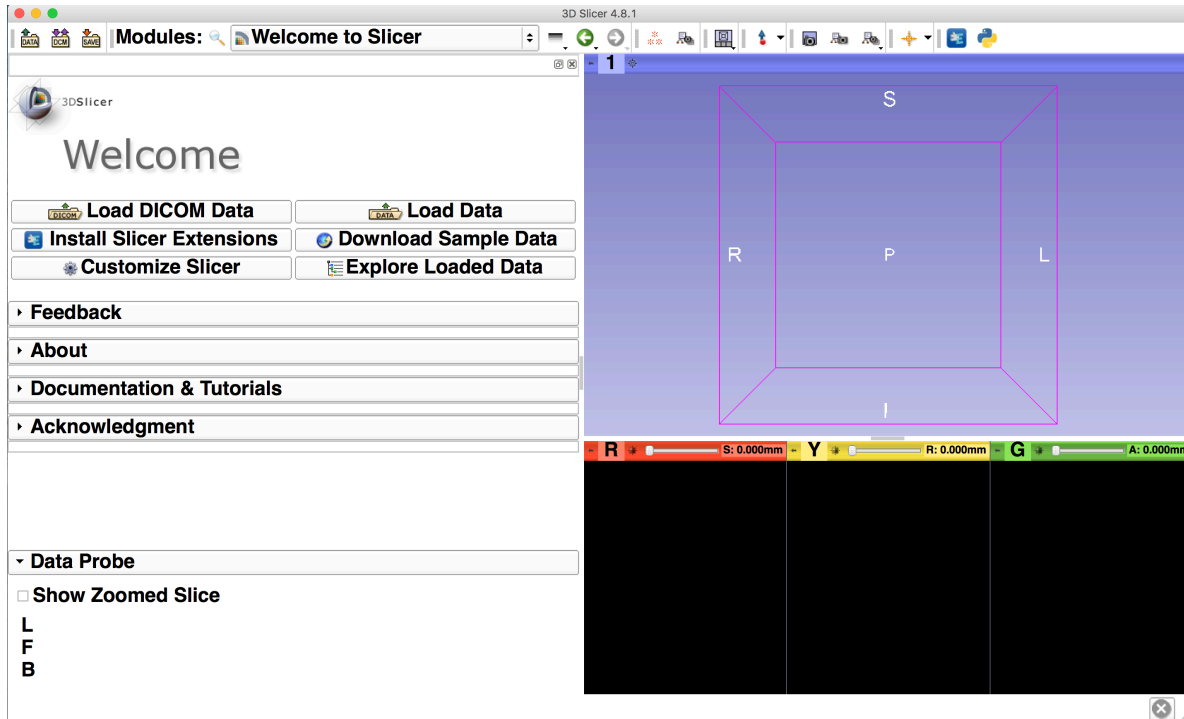 3D Slicer 4.8.1
DATA DCM SAVE Modules: Welcome to Slicer
1
3DSlicer
Welcome
DICOM Load DICOM Data DATA Load Data
Install Slicer Extensions Download Sample Data
Customize Slicer Explore Loaded Data
Feedback
About
Documentation & Tutorials
Acknowledgment
Data Probe
Show Zoomed Slice
L
F
B
S
R P L
I
R S: 0.000mm Y R: 0.000mm G A: 0.000mm